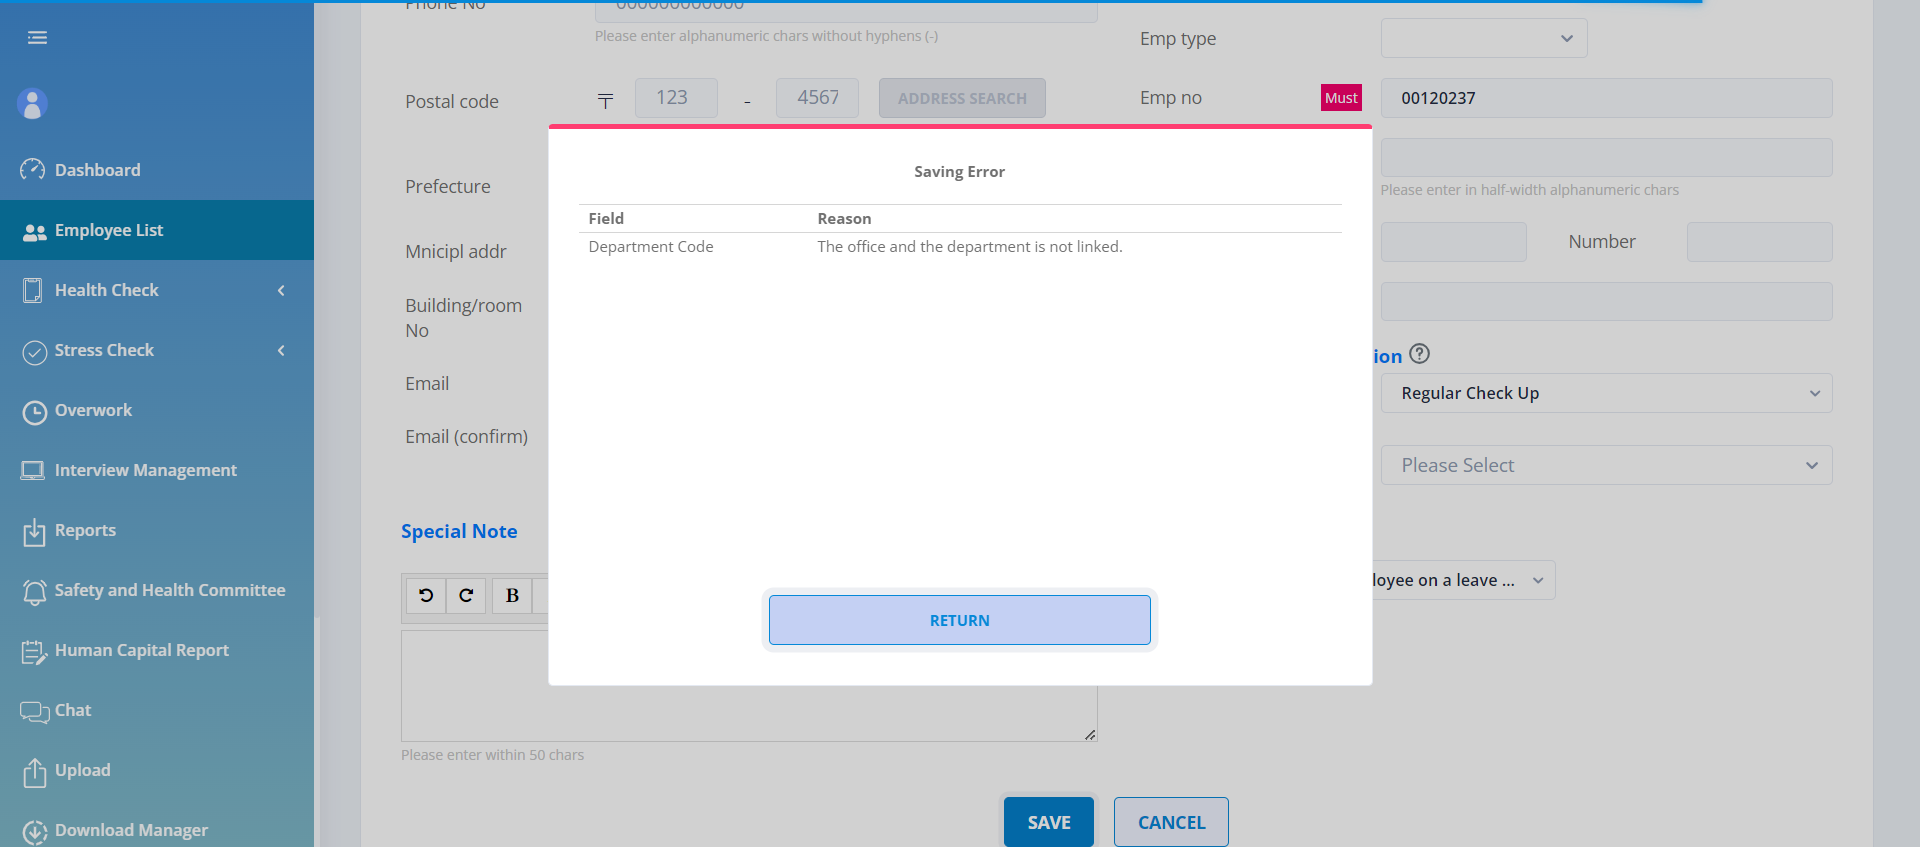 Dashboard
Employee List
Health Check
Stress Check
Overwork
Interview Management
Reports
Safety and Health Committee
Human Capital Report
Chat
Upload
Download Manager
Phone No
000000000000
Please enter alphanumeric chars without hyphens (-)
Postal code
〒 123 - 4567 ADDRESS SEARCH
Prefecture
Mnicipl addr
Building/room
No
Email
Email (confirm)
Special Note
B
Please enter within 50 chars
Emp type
Emp no Must 00120237
Please enter in half-width alphanumeric chars
Number
ion
Regular Check Up
Please Select
loyee on a leave ...
Saving Error
Field Reason
Department Code The office and the department is not linked.
RETURN
SAVE CANCEL